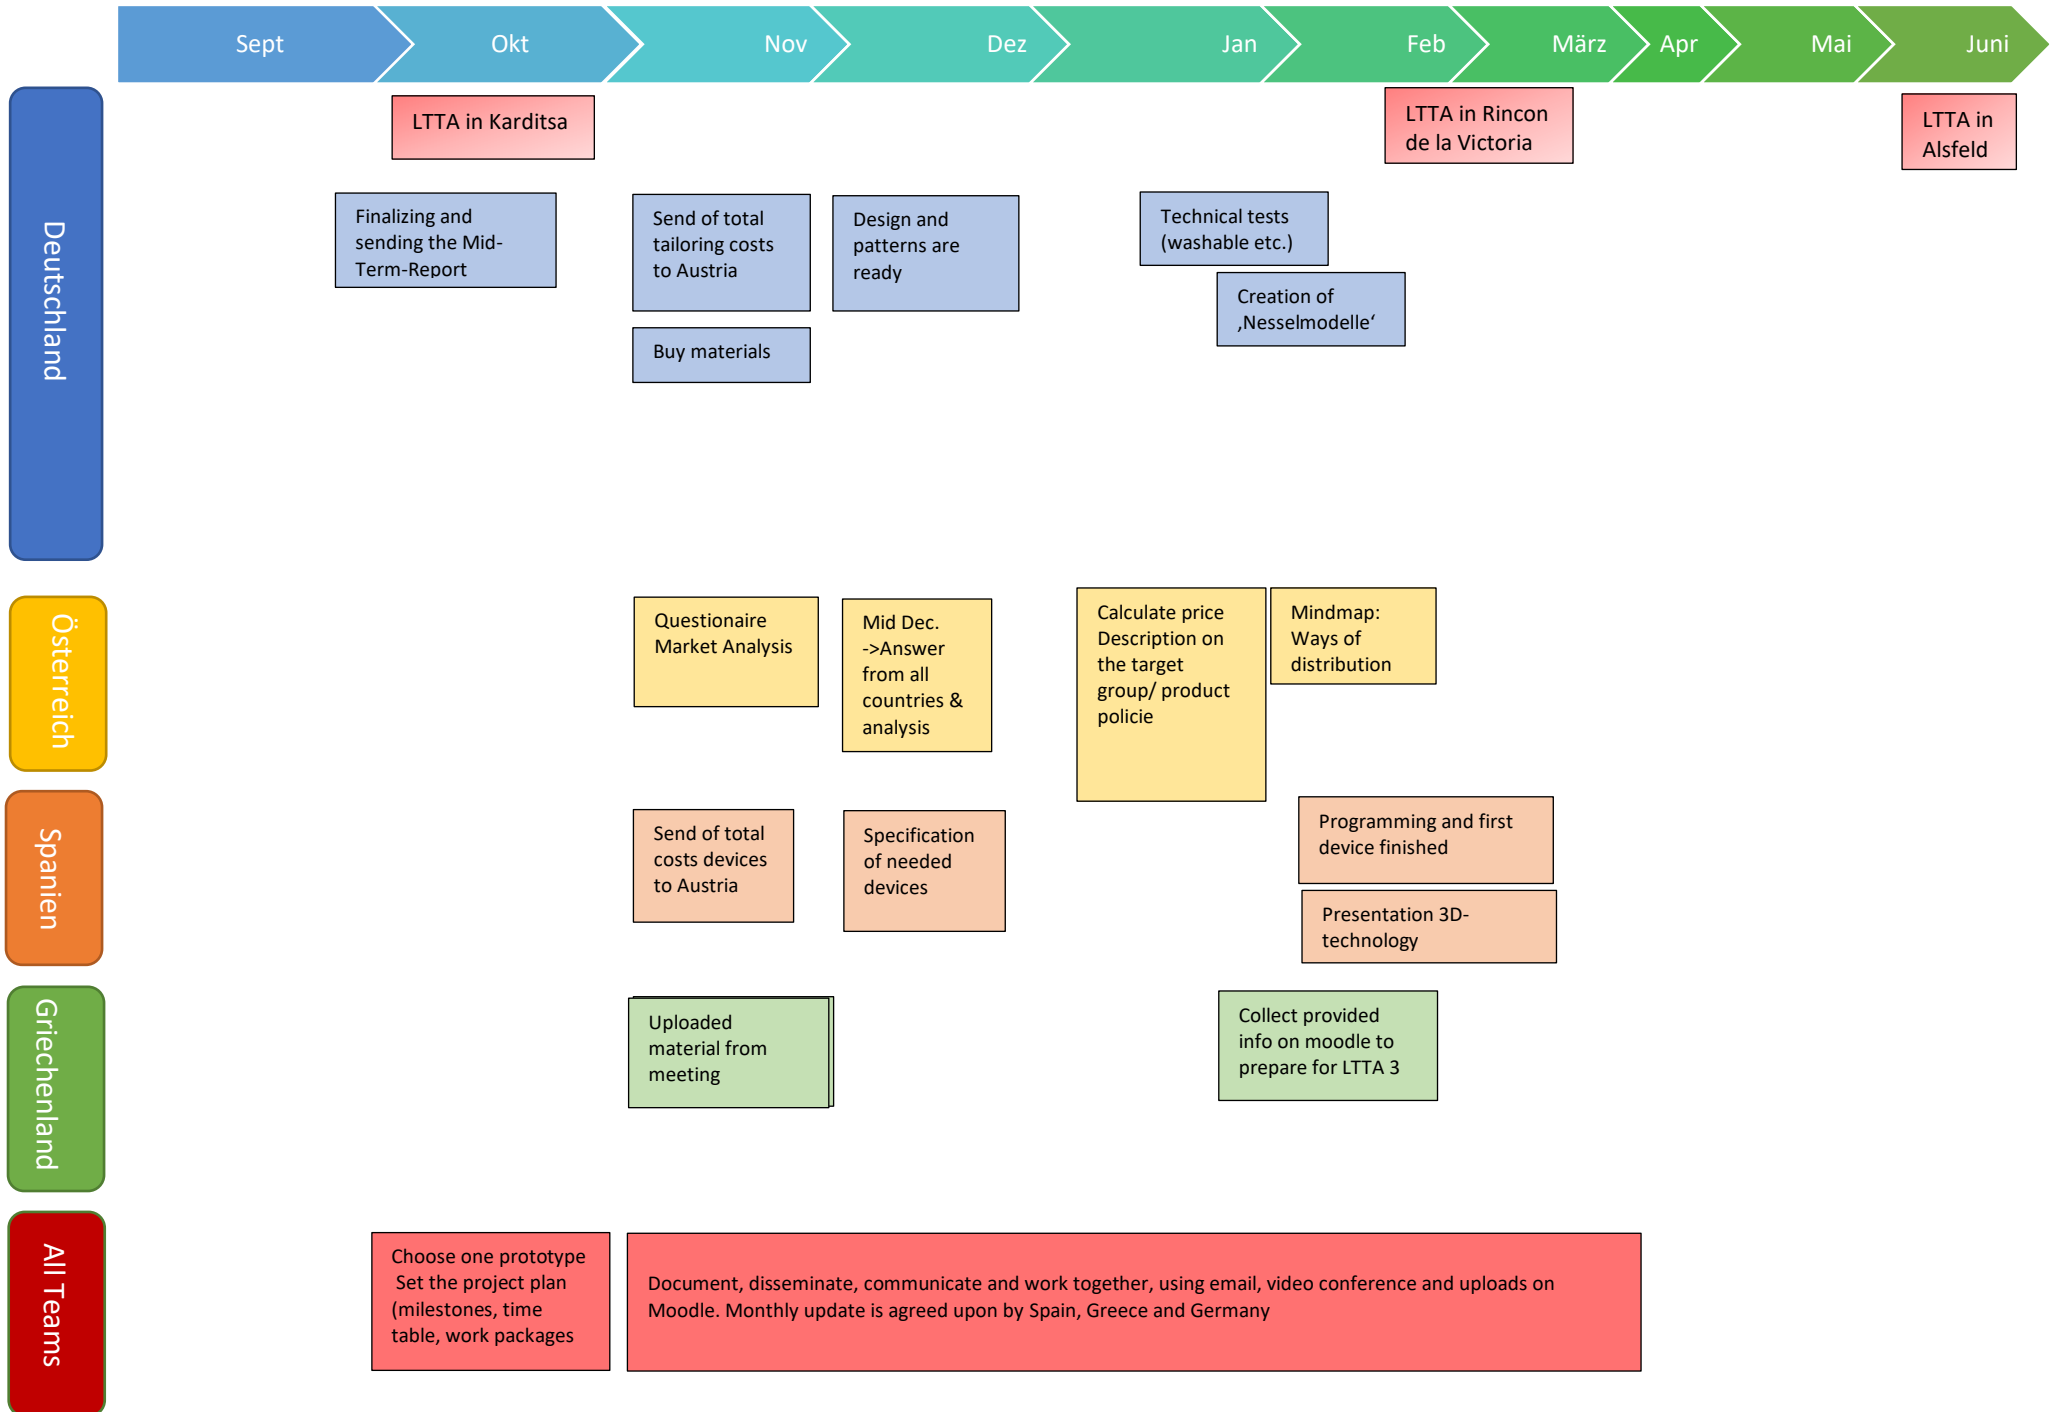 Sept
Okt
Nov
Dez
Jan
Feb
März
Apr
Mai
Juni
Deutschland
LTTA in Karditsa
LTTA in Rincon
de la Victoria
LTTA in
Alsfeld
Finalizing and
sending the Mid-
Term-Report
Send of total
tailoring costs
to Austria
Design and
patterns are
ready
Technical tests
(washable etc.)
Creation of
‚Nesselmodelle‘
Buy materials
Österreich
Questionaire
Market Analysis
Mid Dec.
->Answer
from all
countries &
analysis
Calculate price
Description on
the target
group/ product
policie
Mindmap:
Ways of
distribution
Spanien
Send of total
costs devices
to Austria
Specification
of needed
devices
Programming and first
device finished
Presentation 3D-
technology
Griechenland
Uploaded
material from
meeting
Collect provided
info on moodle to
prepare for LTTA 3
All Teams
Choose one prototype
Set the project plan
(milestones, time
table, work packages
Document, disseminate, communicate and work together, using email, video conference and uploads on
Moodle. Monthly update is agreed upon by Spain, Greece and Germany